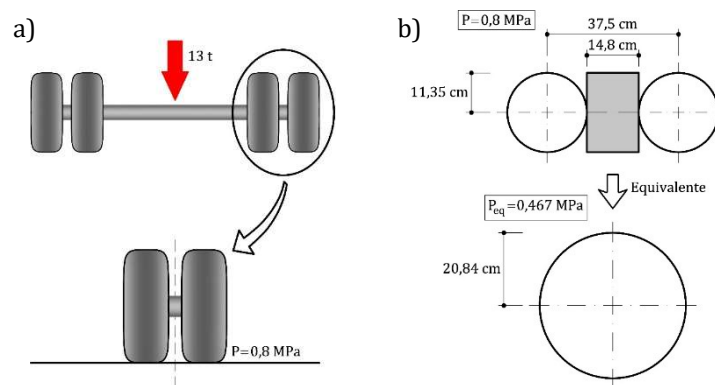 a)
13 t
P=0,8 MPa
b)
P=0,8 MPa
37,5 cm
14,8 cm
11,35 cm
Equivalente
Peq=0,467 MPa
20,84 cm